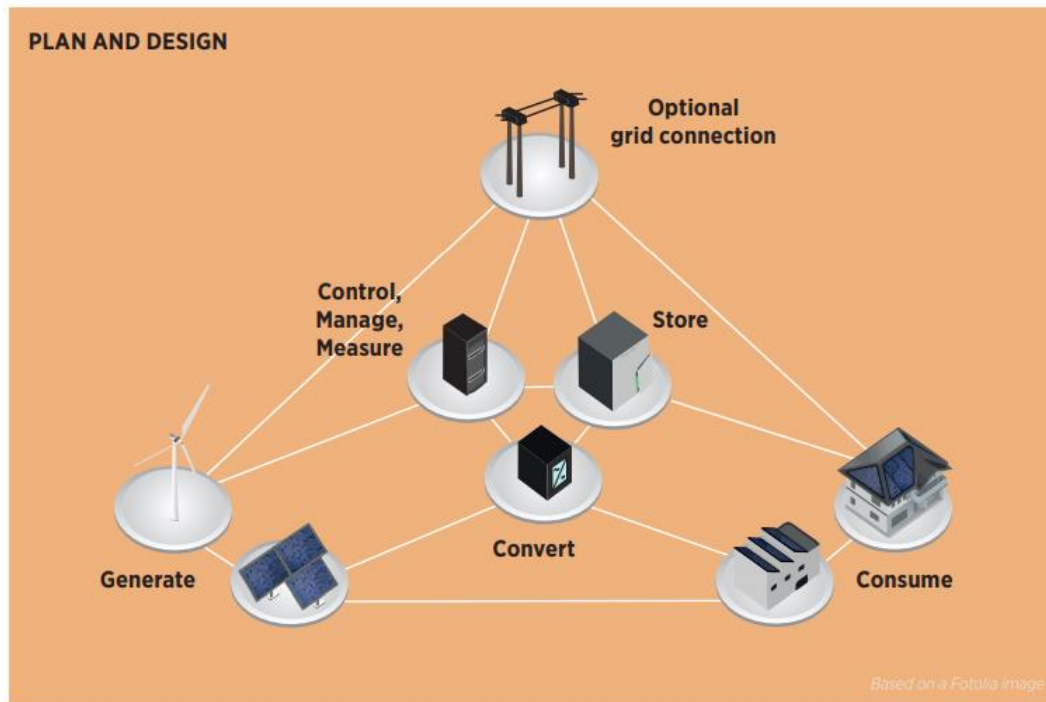 PLAN AND DESIGN
Optional
grid connection
Control,
Manage,
Measure
Store
Convert
Generate
Consume
Based on a Fotolia image